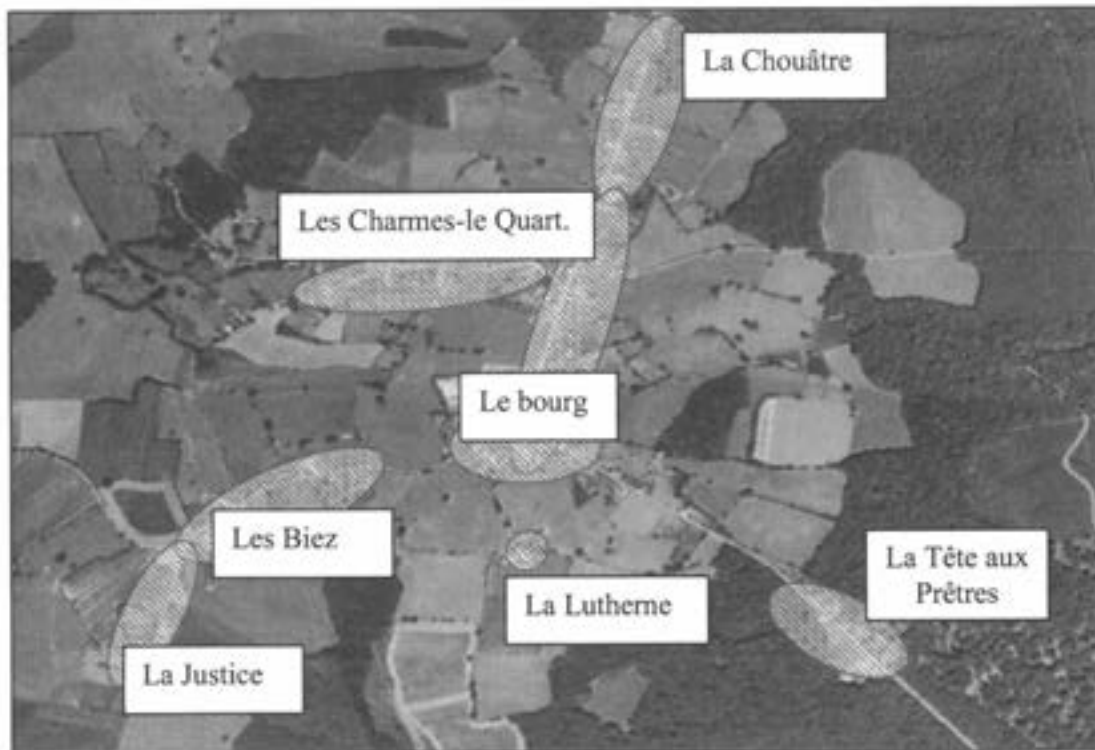 La Chouâtre
Les Charmes-le Quart.
Le bourg
Les Biez
La Lutherne
La Tête aux
Prêtres
La Justice